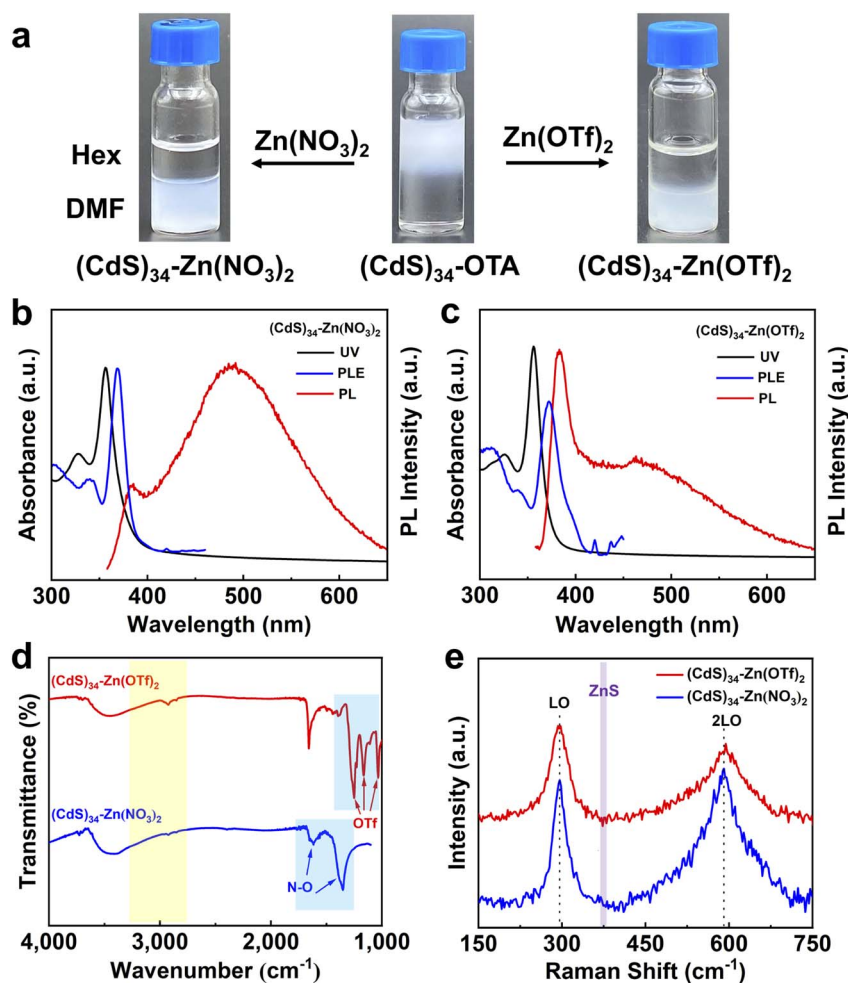 a
Zn(NO₃)₂
Zn(OTf)₂
Hex
DMF
(CdS)₃₄-Zn(NO₃)₂
(CdS)₃₄-OTA
(CdS)₃₄-Zn(OTf)₂
b
Absorbance (a.u.)
(CdS)₃₄-Zn(NO₃)₂
UV
PLE
PL
PL Intensity (a.u.)
300 400 500 600
Wavelength (nm)
c
Absorbance (a.u.)
(CdS)₃₄-Zn(OTf)₂
UV
PLE
PL
PL Intensity (a.u.)
300 400 500 600
Wavelength (nm)
d
Transmittance (%)
(CdS)₃₄-Zn(OTf)₂
OTf
(CdS)₃₄-Zn(NO₃)₂
N-O
4,000 3,000 2,000 1,000
Wavenumber (cm⁻¹)
e
Intensity (a.u.)
(CdS)₃₄-Zn(OTf)₂
(CdS)₃₄-Zn(NO₃)₂
ZnS
LO
2LO
150 300 450 600 750
Raman Shift (cm⁻¹)